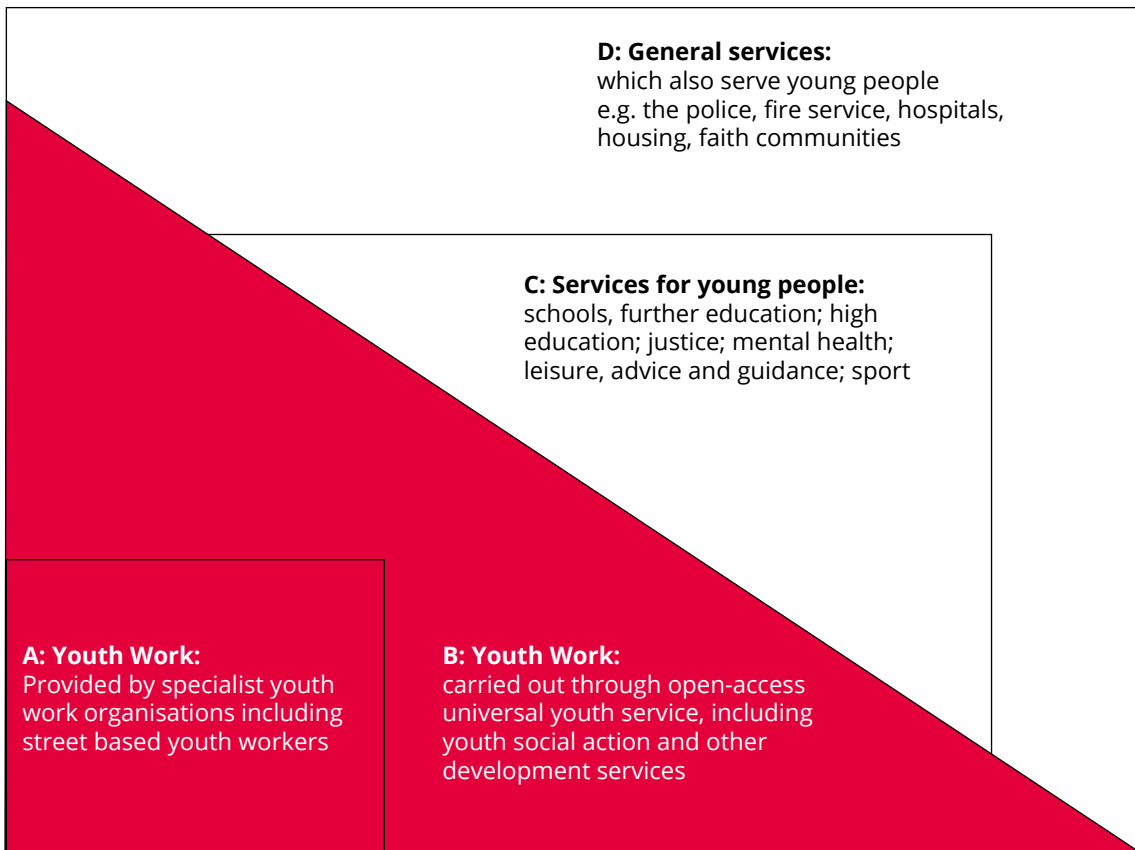 D: General services:
which also serve young people
e.g. the police, fire service, hospitals,
housing, faith communities
C: Services for young people:
schools, further education; high
education; justice; mental health;
leisure, advice and guidance; sport
A: Youth Work:
Provided by specialist youth
work organisations including
street based youth workers
B: Youth Work:
carried out through open-access
universal youth service, including
youth social action and other
development services